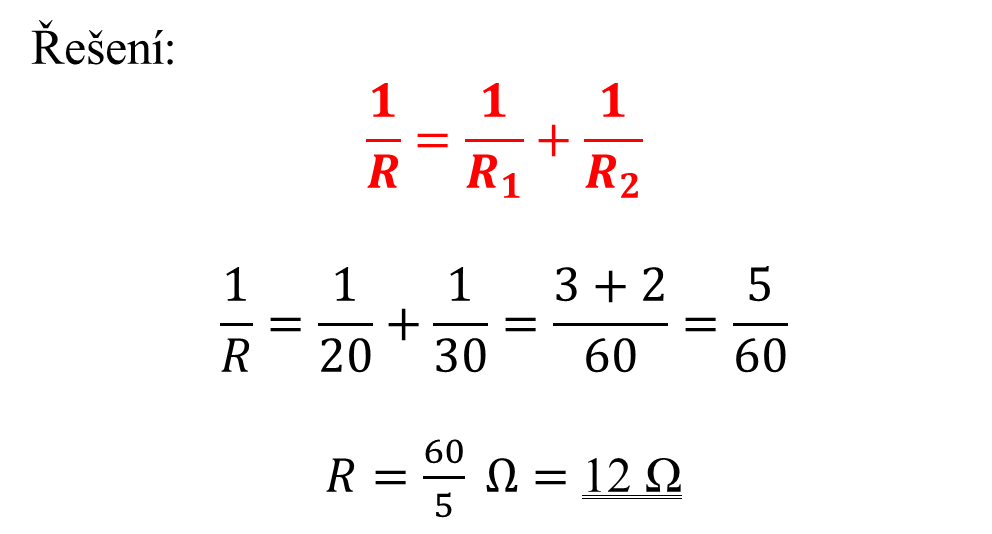 Řešení:
1/R = 1/R₁ + 1/R₂
1/R = 1/20 + 1/30 = (3 + 2)/60 = 5/60
R = 60/5 Ω = 12 Ω